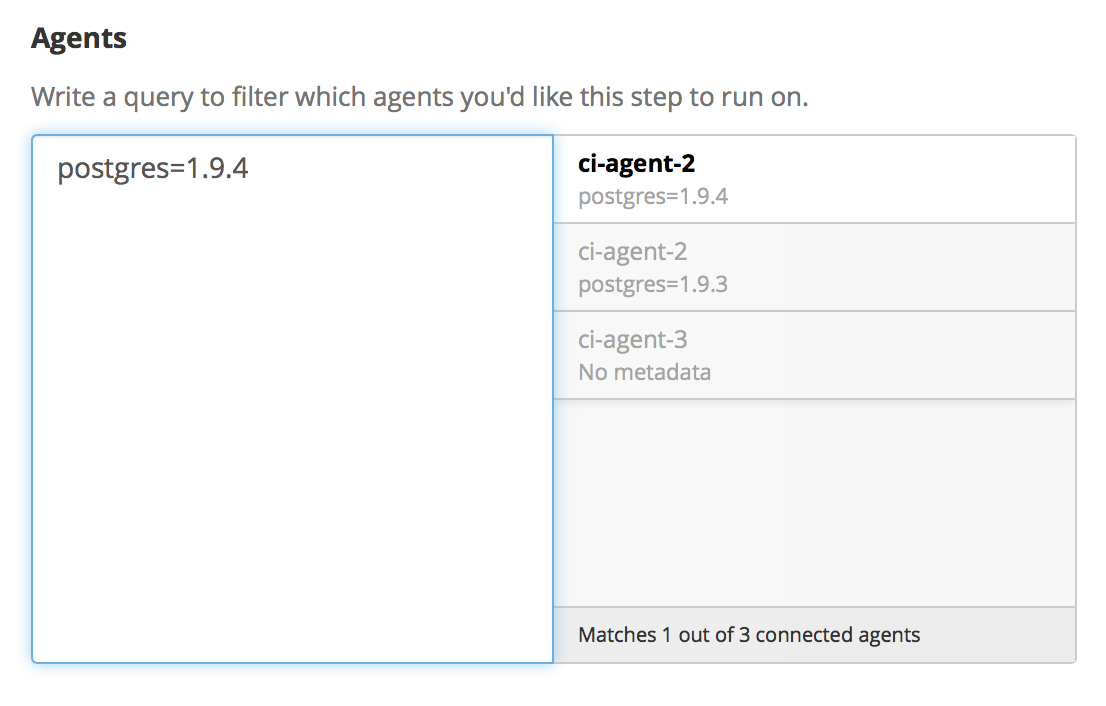 Agents
Write a query to filter which agents you'd like this step to run on.
postgres=1.9.4
ci-agent-2
postgres=1.9.4
ci-agent-2
postgres=1.9.3
ci-agent-3
No metadata
Matches 1 out of 3 connected agents